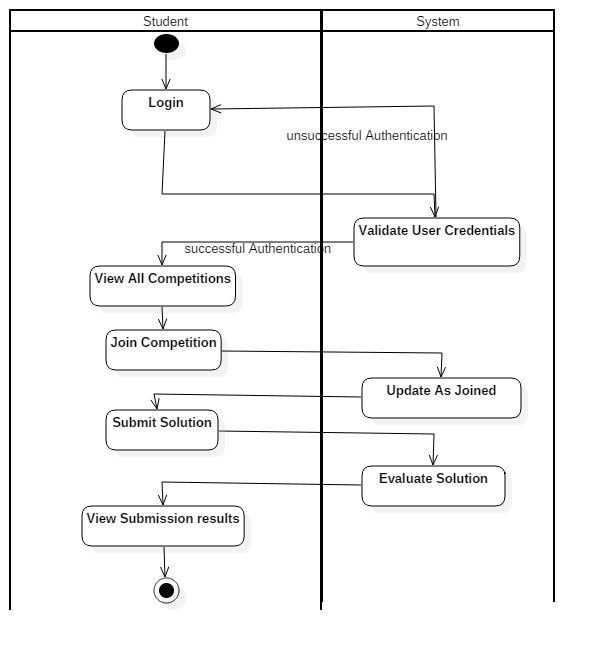 Student
System
Login
unsuccessful Authentication
Validate User Credentials
successful Authentication
View All Competitions
Join Competition
Update As Joined
Submit Solution
Evaluate Solution
View Submission results